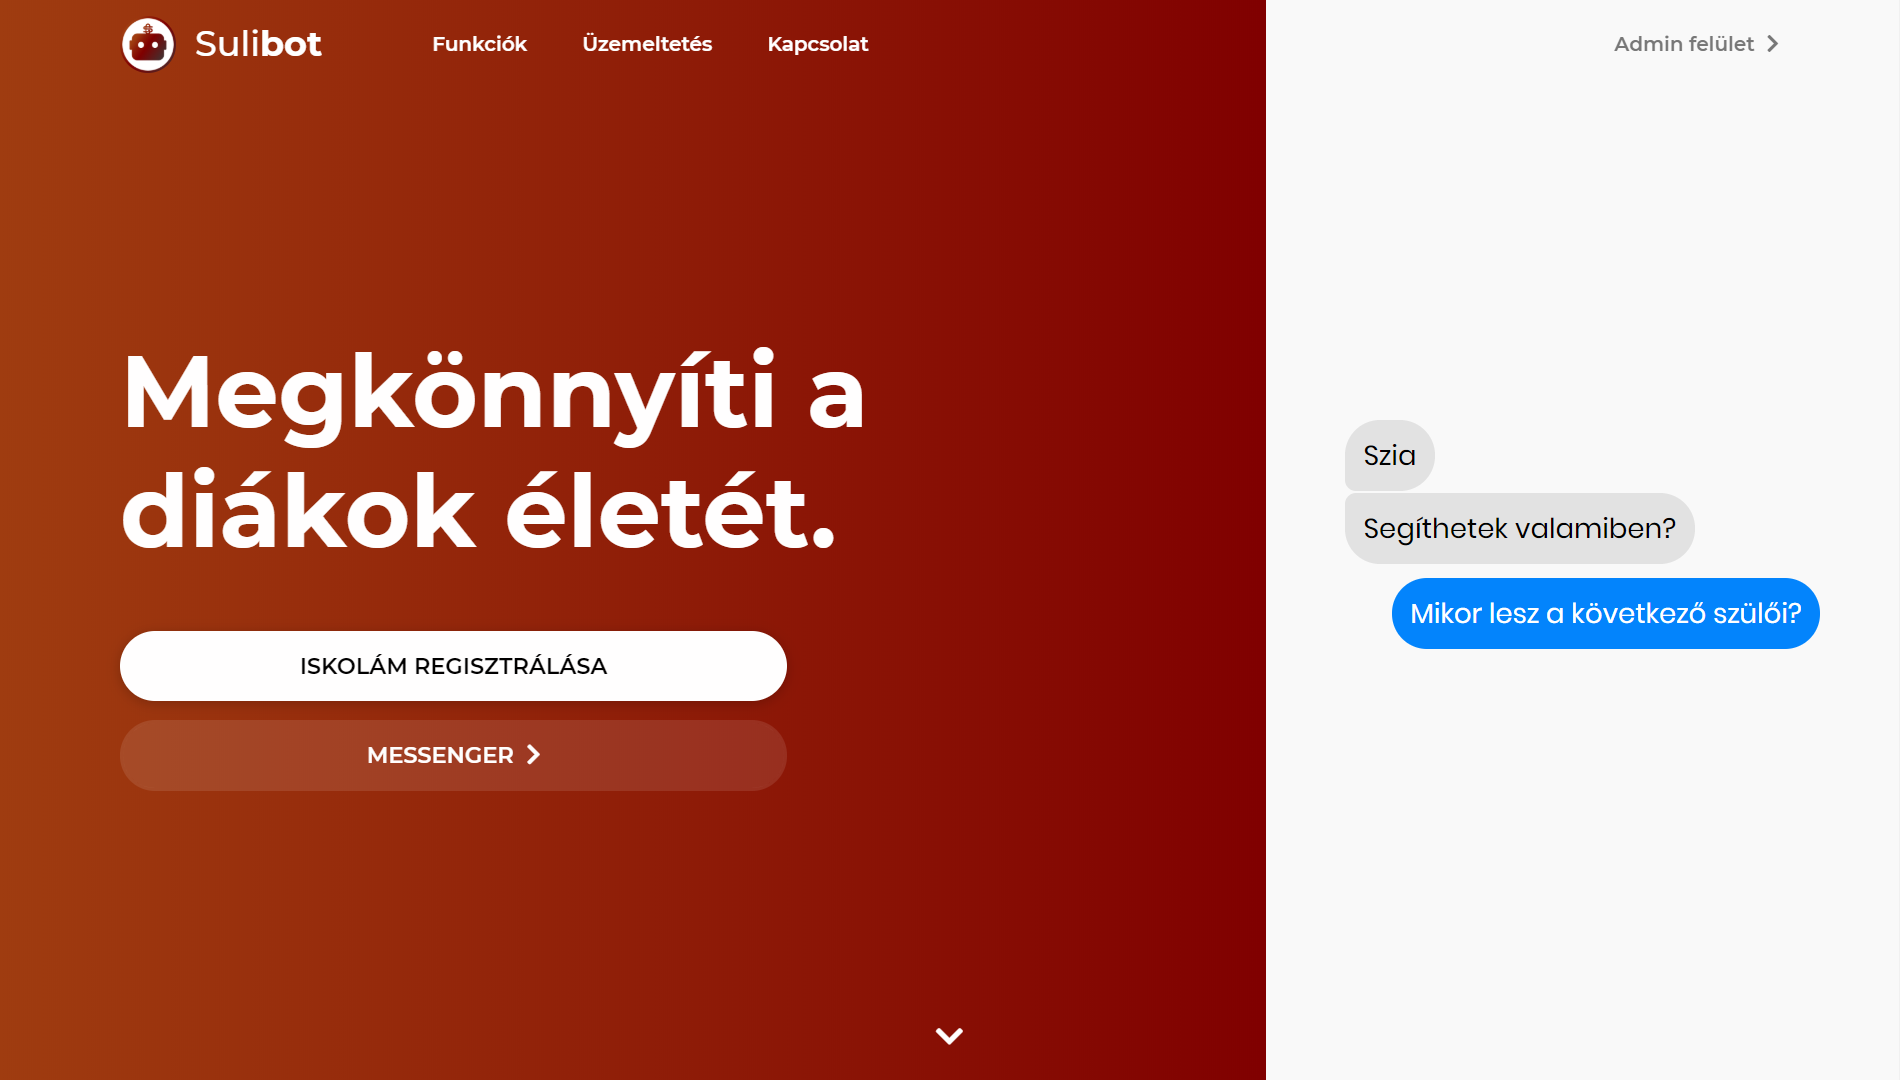 Sulibot
Funkciók
Üzemeltetés
Kapcsolat
Admin felület
Megkönnyíti a
diákok életét.
ISKOLÁM REGISZTRÁLÁSA
MESSENGER
Szia
Segíthetek valamiben?
Mikor lesz a következő szülői?